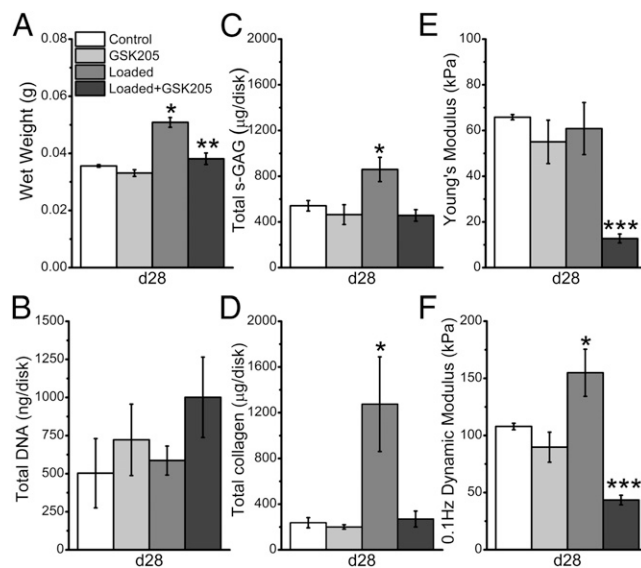 A
Wet Weight (g)
0.08
0.06
0.04
0.02
0.00
Control
GSK205
Loaded
Loaded+GSK205
*
**
d28
C
Total s-GAG (µg/disk)
2000
1600
1200
800
400
0
*
d28
E
Young's Modulus (kPa)
100
80
60
40
20
0
***
d28
B
Total DNA (ng/disk)
1500
1250
1000
750
500
250
0
d28
D
Total collagen (µg/disk)
2000
1600
1200
800
400
0
*
d28
F
0.1Hz Dynamic Modulus (kPa)
200
150
100
50
0
*
***
d28